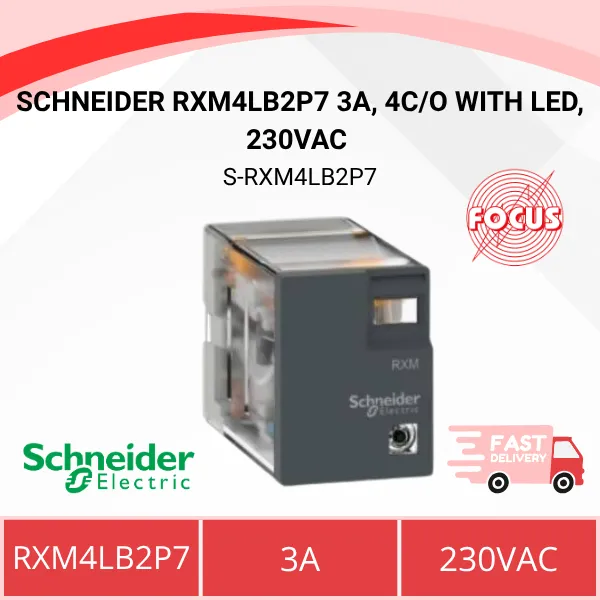 SCHNEIDER RXM4LB2P7 3A, 4C/O WITH LED,
230VAC
S-RXM4LB2P7
FOCUS
RXM
Schneider
Electric
Schneider
Electric
FAST
DELIVERY
RXM4LB2P7
3A
230VAC